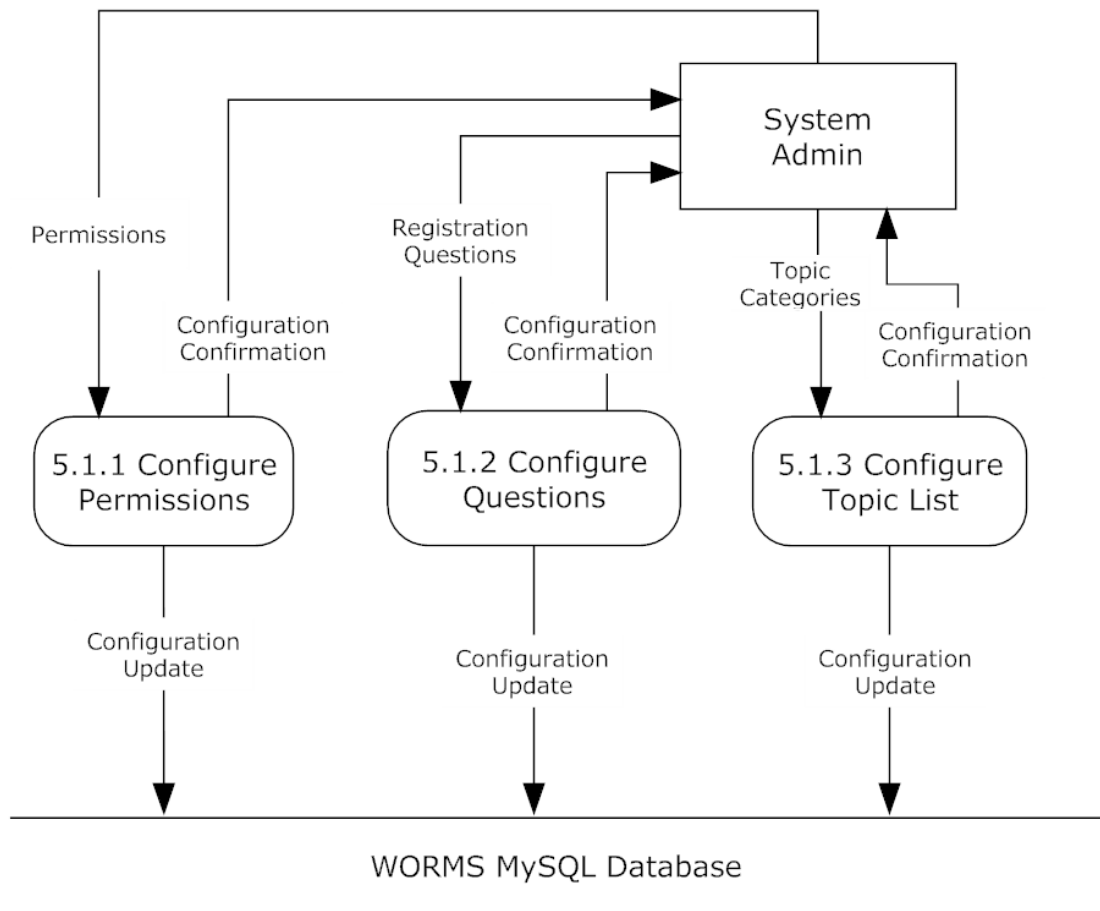 System
Admin
Permissions
Registration
Questions
Topic
Categories
Configuration
Confirmation
Configuration
Confirmation
Configuration
Confirmation
5.1.1 Configure
Permissions
5.1.2 Configure
Questions
5.1.3 Configure
Topic List
Configuration
Update
Configuration
Update
Configuration
Update
WORMS MySQL Database